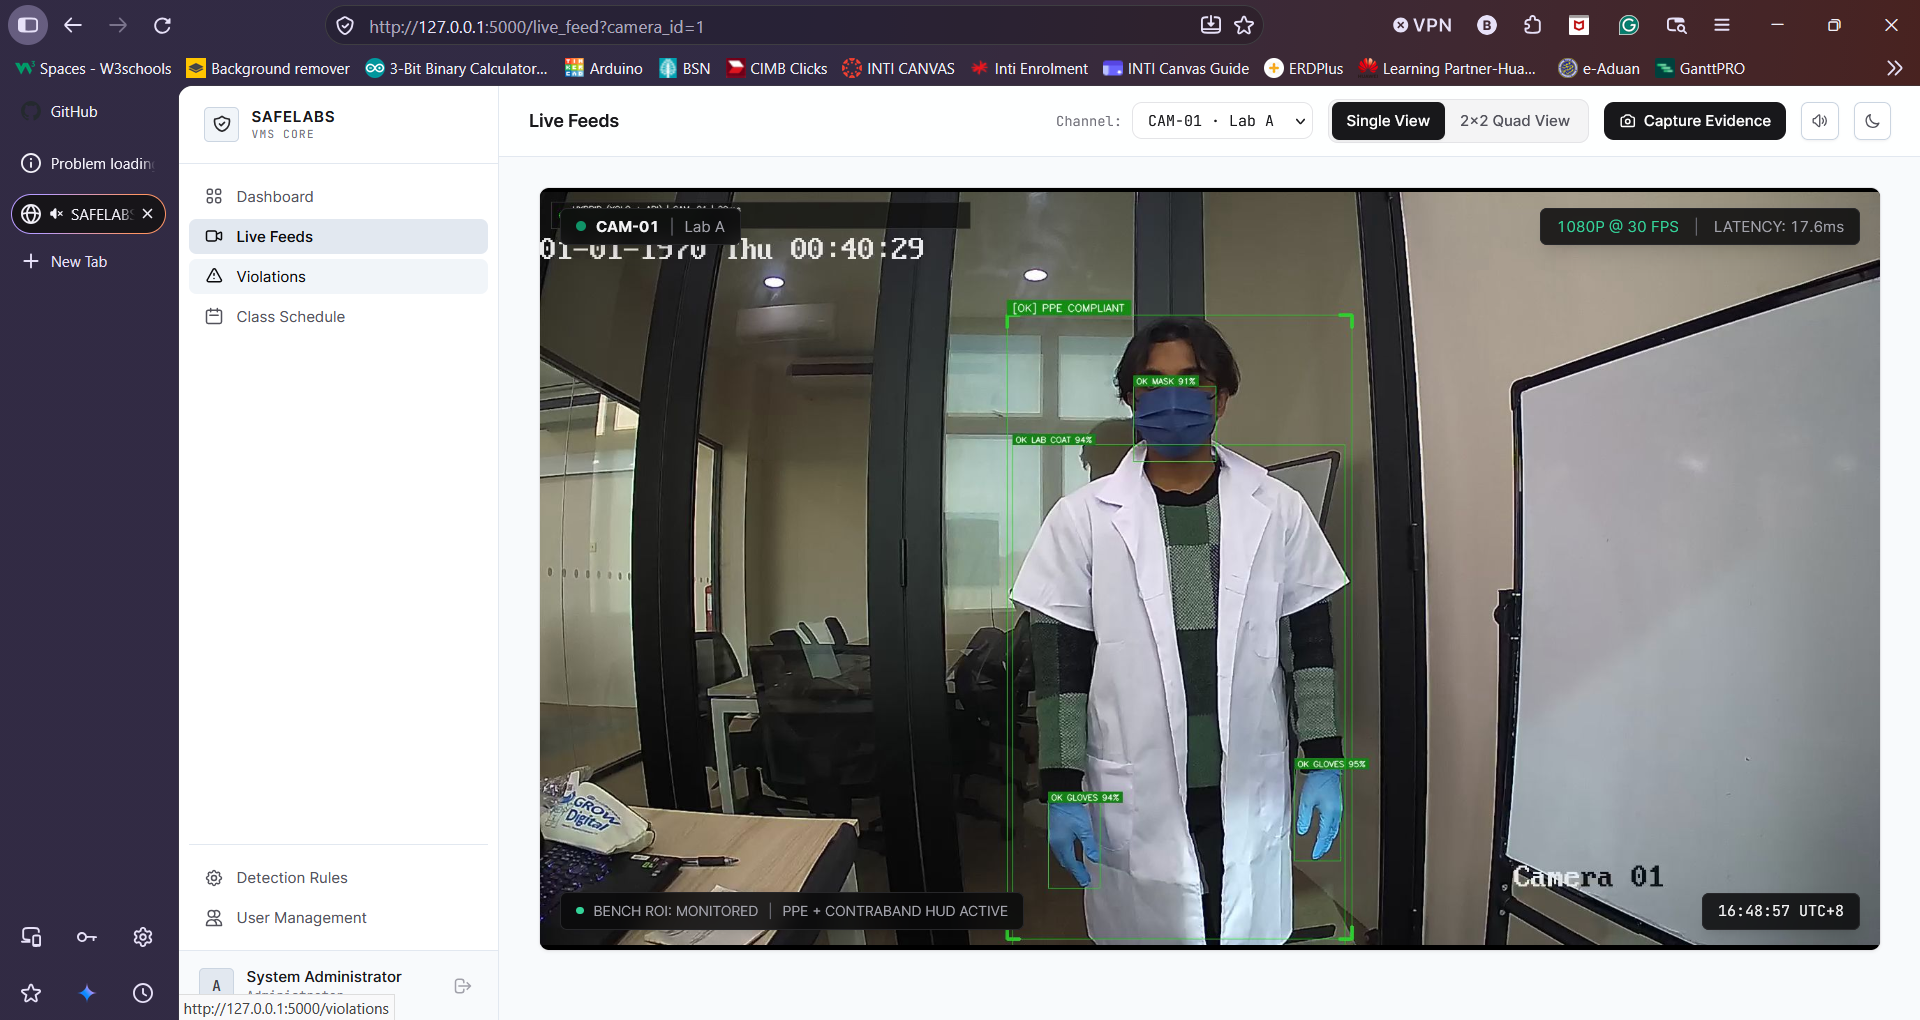 http://127.0.0.1:5000/live_feed?camera_id=1
VPN
B
Spaces - W3schools
Background remover
3-Bit Binary Calculator...
Arduino
BSN
CIMB Clicks
INTI CANVAS
Inti Enrolment
INTI Canvas Guide
ERDPlus
Learning Partner-Hua...
e-Aduan
GanttPRO
GitHub
Problem loadin
SAFELABS
New Tab
SAFELABS
VMS CORE
Dashboard
Live Feeds
Violations
Class Schedule
Detection Rules
User Management
A
System Administrator
http://127.0.0.1:5000/violations
Live Feeds
Channel:
CAM-01 · Lab A
Single View
2×2 Quad View
Capture Evidence
CAM-01 | Lab A
01-01-1970 Thu 00:40:29
1080P @ 30 FPS | LATENCY: 17.6ms
[OK] PPE COMPLIANT
OK MASK 91%
OK LAB COAT 94%
OK GLOVES 95%
OK GLOVES 94%
GROW
Digital
Camera 01
BENCH ROI: MONITORED | PPE + CONTRABAND HUD ACTIVE
16:48:57 UTC+8